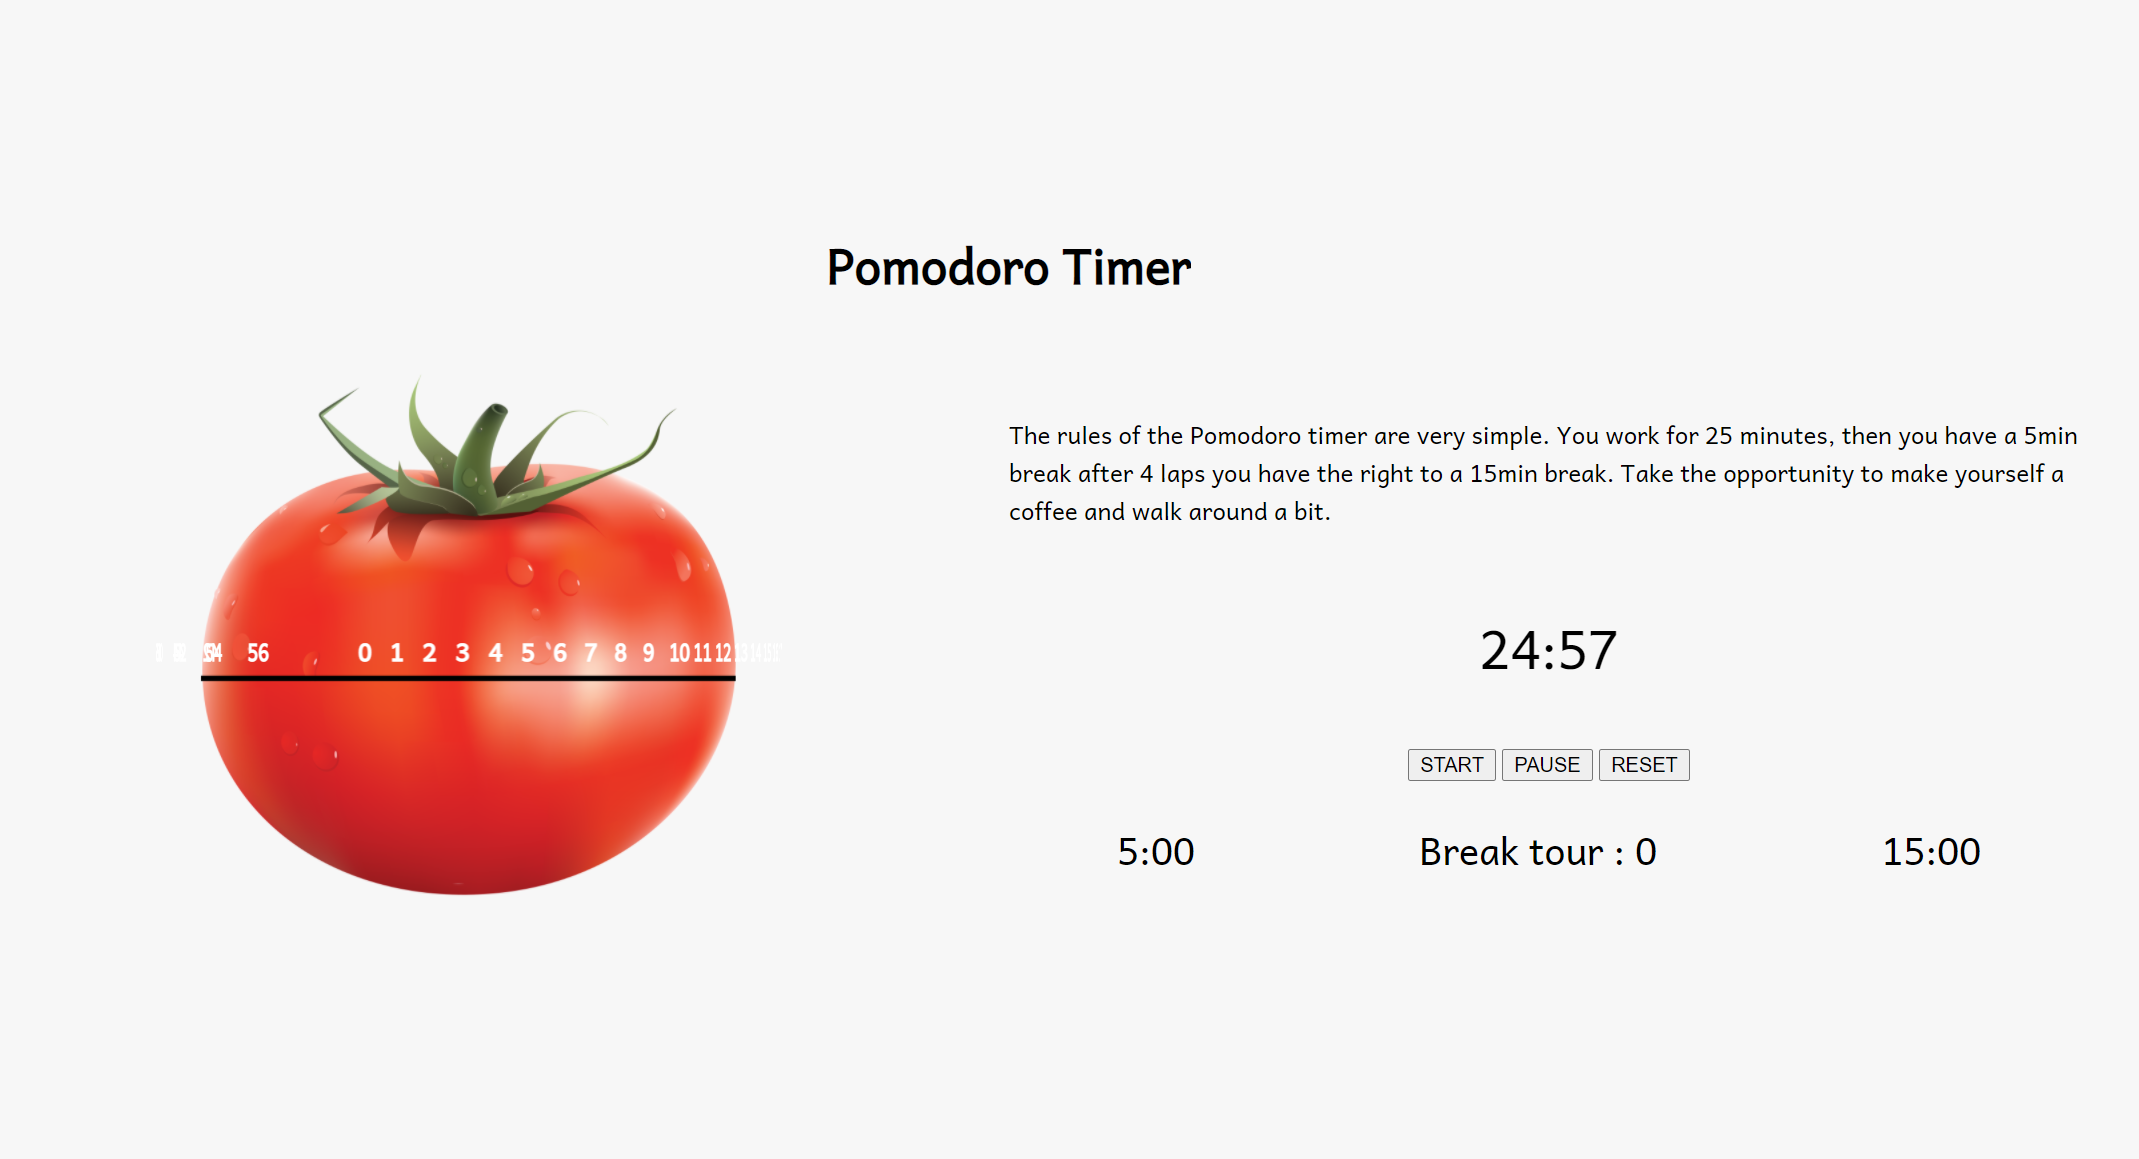 Pomodoro Timer
The rules of the Pomodoro timer are very simple. You work for 25 minutes, then you have a 5min
break after 4 laps you have the right to a 15min break. Take the opportunity to make yourself a
coffee and walk around a bit.
56 0 1 2 3 4 5 6 7 8 9 10 11 12 13 14
24:57
START PAUSE RESET
5:00 Break tour : 0 15:00